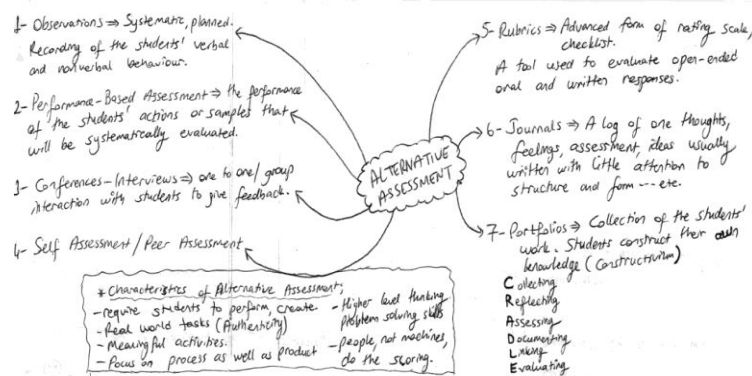 1- Observations ⇒ Systematic, planned.
Recording of the students' verbal
and nonverbal behaviour.
2- Performance-Based Assessment ⇒ the performance
of the students' actions or samples that
will be systematically evaluated.
3- Conferences-Interviews ⇒ one to one/group
interaction with students to give feedback.
4- Self Assessment/Peer Assessment
ALTERNATIVE
ASSESSMENT
5- Rubrics ⇒ Advanced form of rating scale,
checklist.
A tool used to evaluate open-ended
oral and written responses.
6- Journals ⇒ A log of one thoughts,
feelings, assessment, ideas usually
written with little attention to
structure and form --- etc.
7- Portfolios ⇒ Collection of the students'
work. Students construct their own
knowledge (Constructivism)
Collecting
Reflecting
Assessing
Documenting
Linking
Evaluating
* Characteristics of Alternative Assessment;
- require students to perform, create.
- Real world tasks (Authenticity)
- Meaningful activities.
- Focus on process as well as product
- Higher level thinking
Problem solving skills
- people, not machines,
do the scoring.